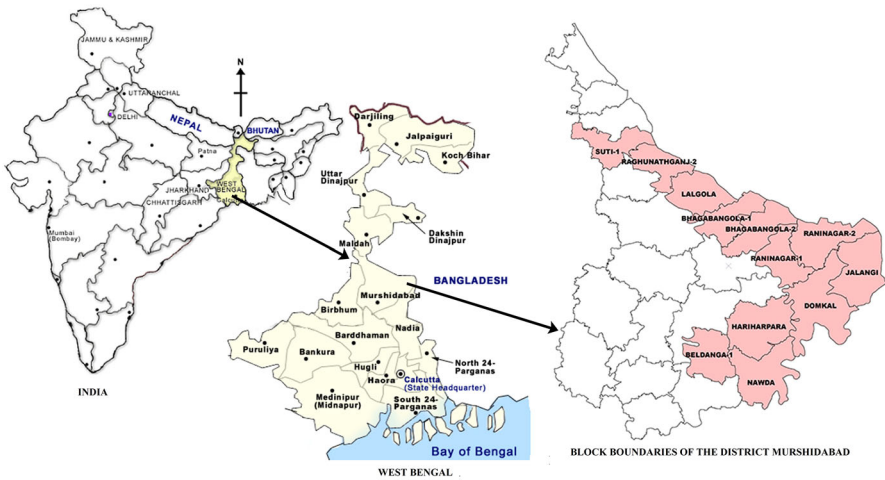 JAMMU & KASHMIR
UTTARANCHAL
DELHI
NEPAL
N
BHUTAN
Patna
JHARKHAND
WEST
BENGAL
CHHATTISGARH
Mumbai
(Bombay)
INDIA
Darjiling
Jalpaiguri
Koch Bihar
Uttar
Dinajpur
Dakshin
Dinajpur
Maldah
BANGLADESH
Murshidabad
Birbhum
Nadia
Barddhaman
Puruliya
Bankura
North 24-
Parganas
Hugli
Haora
Calcutta
(State Headquarter)
Medinipur
(Midnapur)
South 24-
Parganas
Bay of Bengal
WEST BENGAL
SUTI-1
RAGHUNATHGANJ-2
LALGOLA
BHAGABANGOLA-1
BHAGABANGOLA-2
RANINAGAR-2
RANINAGAR-1
JALANGI
DOMKAL
HARIHARPARA
BELDANGA-1
NAWDA
BLOCK BOUNDARIES OF THE DISTRICT MURSHIDABAD